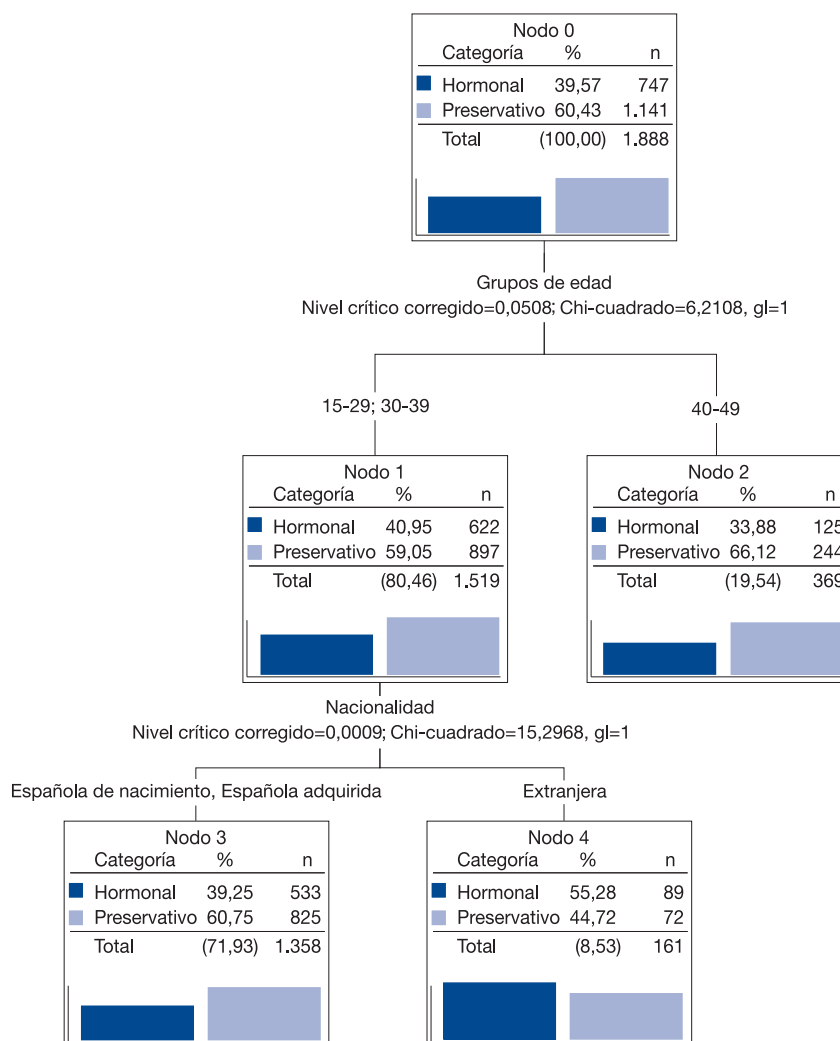 Nodo 0
Categoría % n
Hormonal 39,57 747
Preservativo 60,43 1.141
Total (100,00) 1.888
Grupos de edad
Nivel crítico corregido=0,0508; Chi-cuadrado=6,2108, gl=1
15-29; 30-39
40-49
Nodo 1
Categoría % n
Hormonal 40,95 622
Preservativo 59,05 897
Total (80,46) 1.519
Nodo 2
Categoría % n
Hormonal 33,88 125
Preservativo 66,12 244
Total (19,54) 369
Nacionalidad
Nivel crítico corregido=0,0009; Chi-cuadrado=15,2968, gl=1
Española de nacimiento, Española adquirida
Extranjera
Nodo 3
Categoría % n
Hormonal 39,25 533
Preservativo 60,75 825
Total (71,93) 1.358
Nodo 4
Categoría % n
Hormonal 55,28 89
Preservativo 44,72 72
Total (8,53) 161